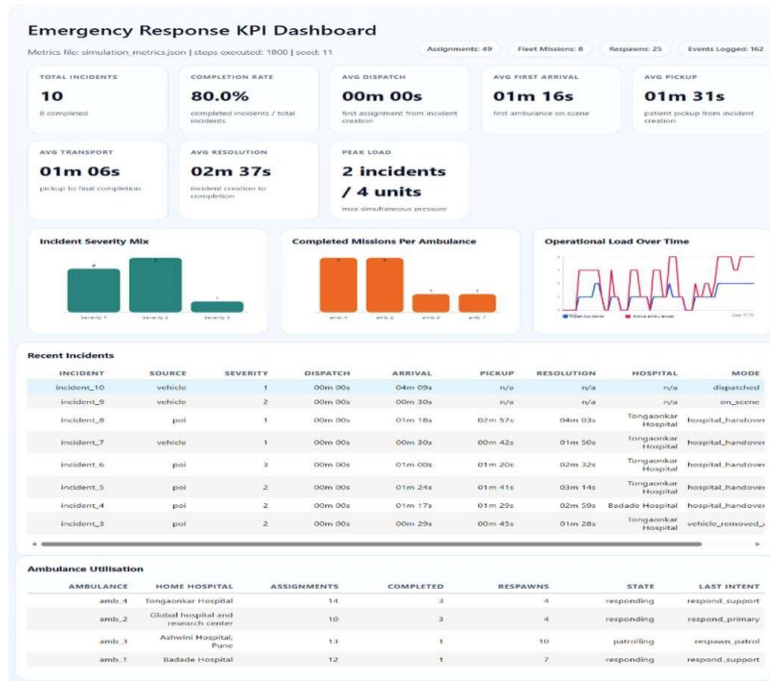 Emergency Response KPI Dashboard
Metrics file: simulation_metrics.json | steps executed: 1800 | seed: 11
Assignments: 49
Fleet Missions: 8
Respawns: 25
Events Logged: 162
TOTAL INCIDENTS
10
8 completed
COMPLETION RATE
80.0%
completed incidents / total
incidents
AVG DISPATCH
00m 00s
first assignment from incident
creation
AVG FIRST ARRIVAL
01m 16s
first ambulance on scene
AVG PICKUP
01m 31s
patient pickup from incident
creation
AVG TRANSPORT
01m 06s
pickup to final completion
AVG RESOLUTION
02m 37s
incident creation to
completion
PEAK LOAD
2 incidents
/ 4 units
max simultaneous pressure
Incident Severity Mix
4
Severity 1
Severity 2
Severity 3
Completed Missions Per Ambulance
amb_4
amb_2
amb_3
amb_1
Operational Load Over Time
Recent Incidents
INCIDENT SOURCE SEVERITY DISPATCH ARRIVAL PICKUP RESOLUTION HOSPITAL MODE
incident_10 vehicle 1 00m 00s 04m 09s n/a n/a n/a dispatched
incident_9 vehicle 2 00m 00s 00m 30s n/a n/a n/a on_scene
incident_8 poi 1 00m 00s 01m 18s 02m 57s 04m 03s Tongaonkar Hospital hospital_handover
incident_7 vehicle 1 00m 00s 00m 30s 00m 42s 01m 50s Tongaonkar Hospital hospital_handover
incident_6 poi 3 00m 00s 01m 00s 01m 20s 02m 32s Tongaonkar Hospital hospital_handover
incident_5 poi 2 00m 00s 01m 24s 01m 41s 03m 14s Tongaonkar Hospital hospital_handover
incident_4 poi 2 00m 00s 01m 17s 01m 29s 02m 59s Badade Hospital hospital_handover
incident_3 poi 2 00m 00s 00m 29s 00m 45s 01m 28s Tongaonkar Hospital vehicle_removed_
Ambulance Utilisation
AMBULANCE HOME HOSPITAL ASSIGNMENTS COMPLETED RESPAWNS STATE LAST INTENT
amb_4 Tongaonkar Hospital 14 3 4 responding respond_support
amb_2 Global hospital and research center 10 3 4 responding respond_primary
amb_3 Ashwini Hospital, Pune 13 1 10 patrolling respawn_patrol
amb_1 Badade Hospital 12 1 7 responding respond_support